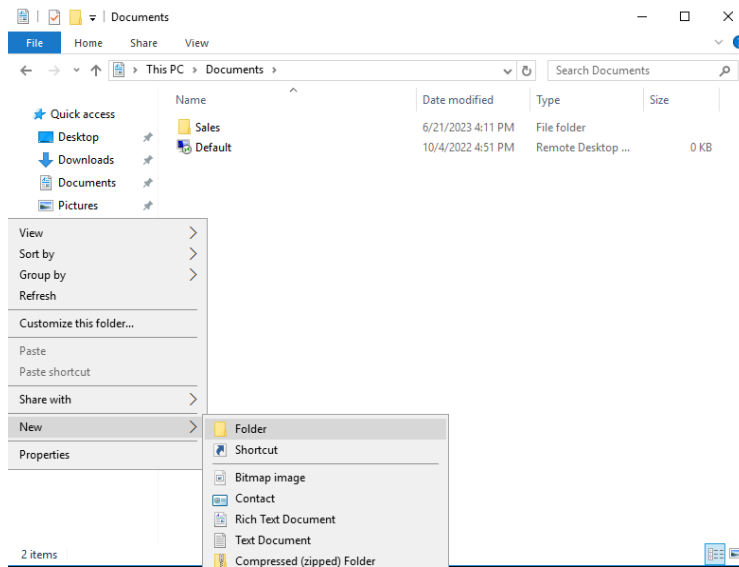 Documents
File Home Share View
This PC Documents Search Documents
Name Date modified Type Size
Quick access
Desktop
Downloads
Documents
Pictures
Sales 6/21/2023 4:11 PM File folder
Default 10/4/2022 4:51 PM Remote Desktop ... 0 KB
View
Sort by
Group by
Refresh
Customize this folder...
Paste
Paste shortcut
Share with
New
Properties
Folder
Shortcut
Bitmap image
Contact
Rich Text Document
Text Document
Compressed (zipped) Folder
2 items